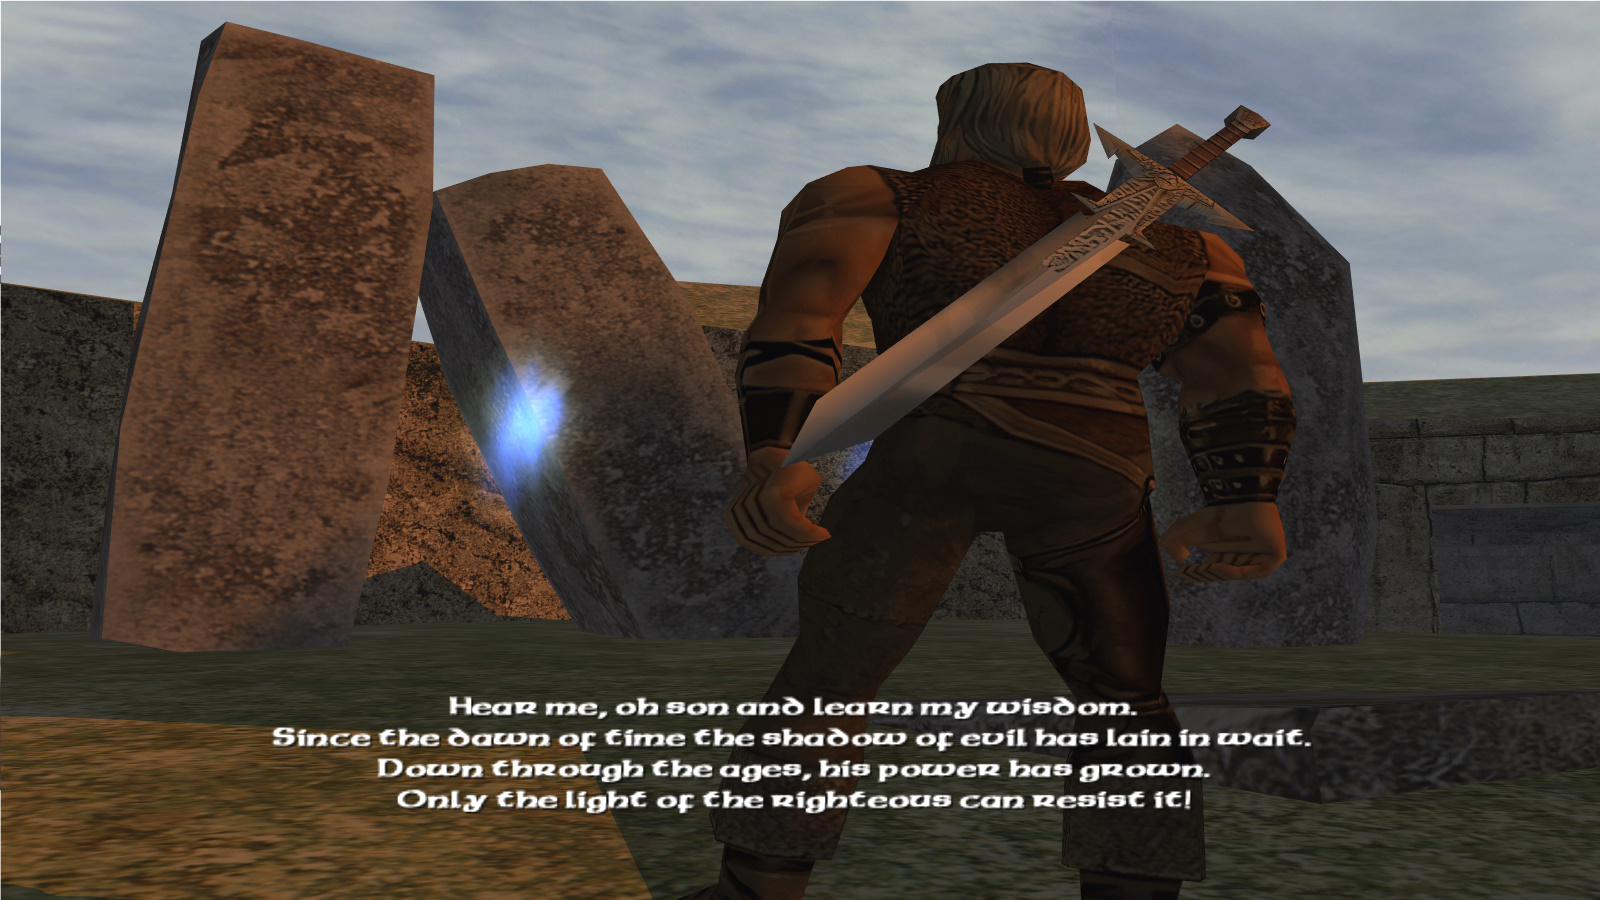 Hear me, oh son and learn my wisdom.
Since the dawn of time the shadow of evil has lain in wait.
Down through the ages, his power has grown.
Only the light of the righteous can resist it!